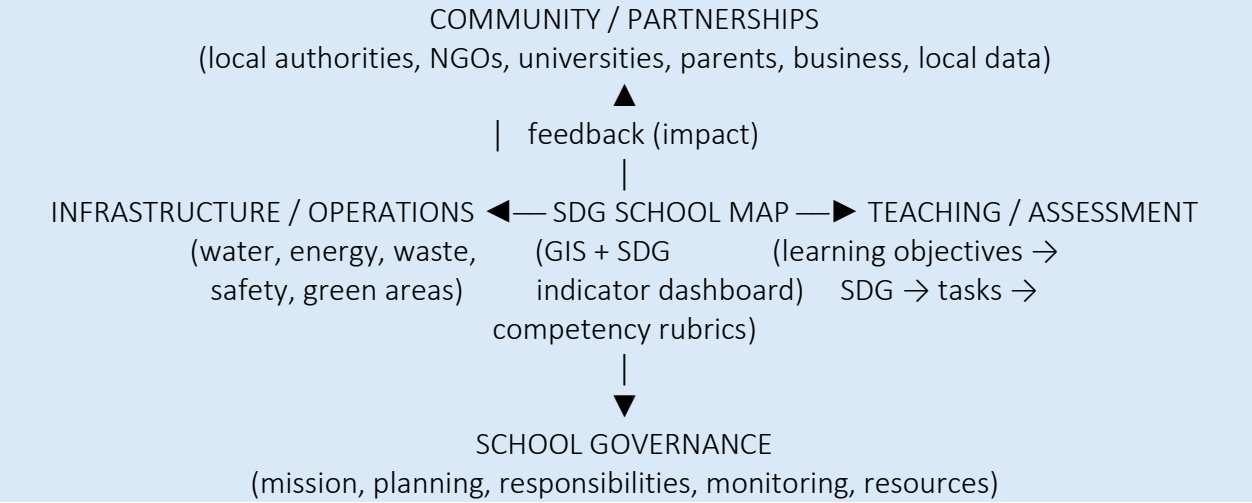 COMMUNITY / PARTNERSHIPS
(local authorities, NGOs, universities, parents, business, local data)
▲
| feedback (impact)
|
INFRASTRUCTURE / OPERATIONS ◄— SDG SCHOOL MAP —► TEACHING / ASSESSMENT
(water, energy, waste, (GIS + SDG (learning objectives →
safety, green areas) indicator dashboard) SDG → tasks →
competency rubrics)
|
▼
SCHOOL GOVERNANCE
(mission, planning, responsibilities, monitoring, resources)